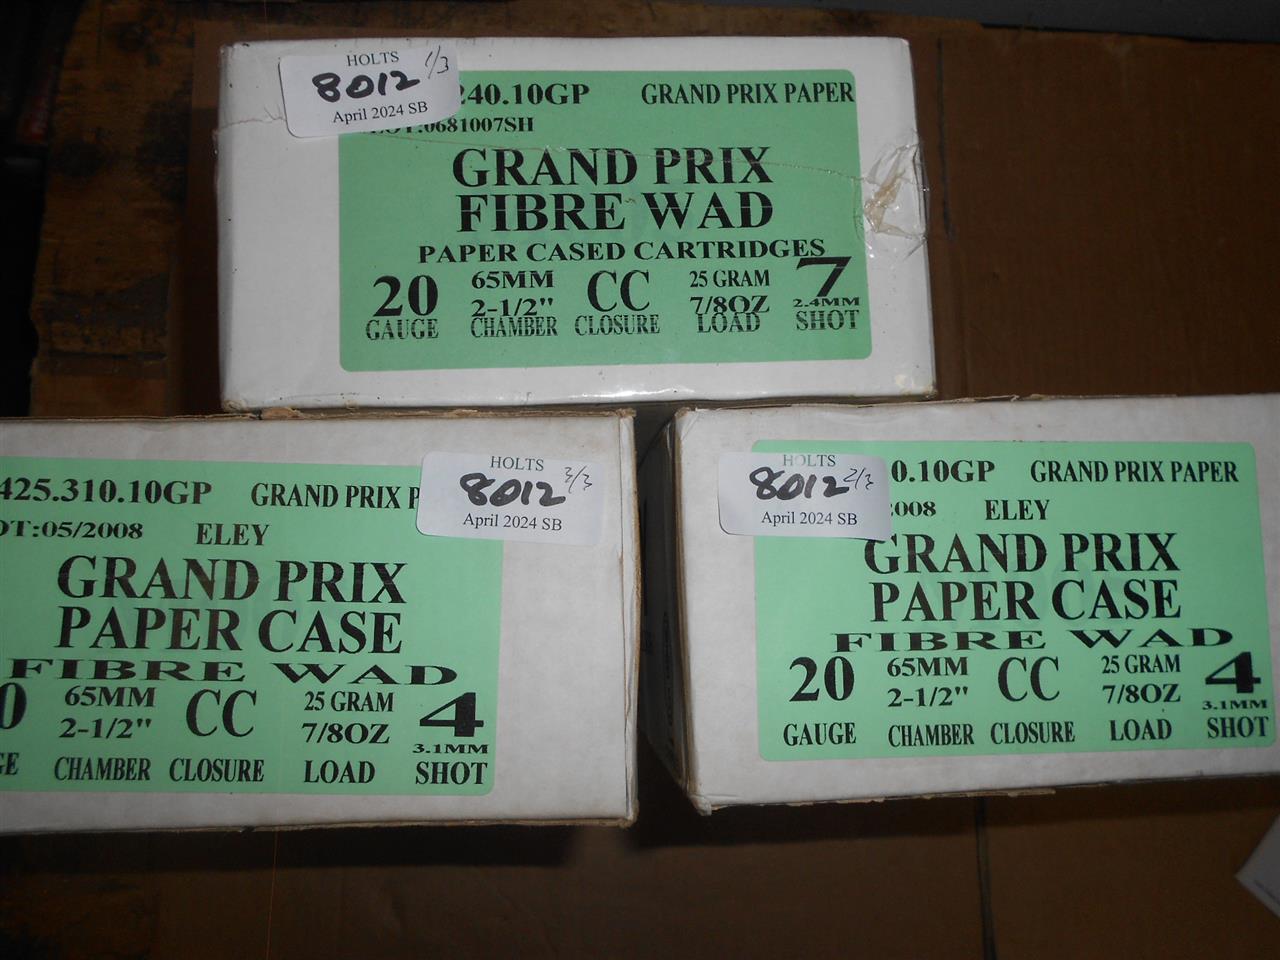 HOLTS
8012 1/3
April 2024 SB
240.10GP GRAND PRIX PAPER
LOT:0681007SH
GRAND PRIX
FIBRE WAD
PAPER CASED CARTRIDGES
20 65MM CC 25 GRAM 7
2-1/2" 7/8OZ 2.4MM
GAUGE CHAMBER CLOSURE LOAD SHOT
HOLTS
8012 3/3
April 2024 SB
425.310.10GP GRAND PRIX P
OT:05/2008 ELEY
GRAND PRIX
PAPER CASE
FIBRE WAD
0 65MM CC 25 GRAM 4
2-1/2" 7/8OZ 3.1MM
GE CHAMBER CLOSURE LOAD SHOT
HOLTS
8012 2/3
April 2024 SB
0.10GP GRAND PRIX PAPER
2008 ELEY
GRAND PRIX
PAPER CASE
FIBRE WAD
20 65MM CC 25 GRAM 4
2-1/2" 7/8OZ 3.1MM
GAUGE CHAMBER CLOSURE LOAD SHOT